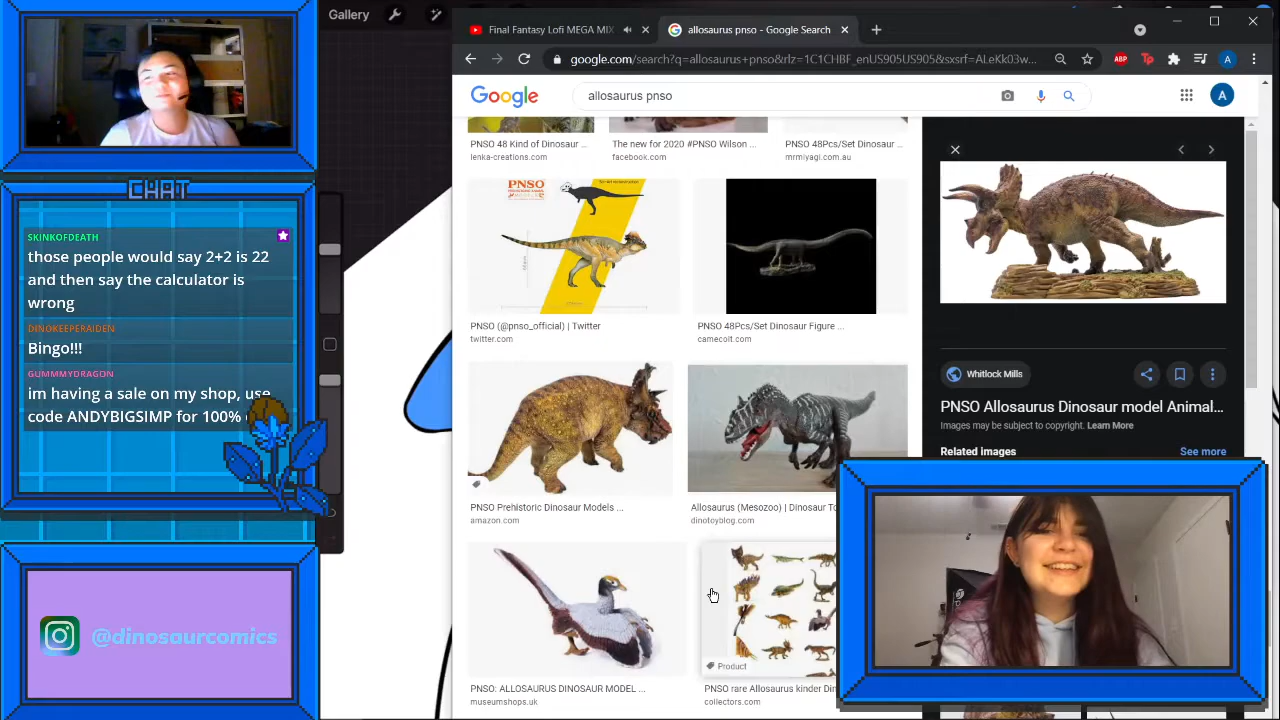 Gallery
Final Fantasy Lofi MEGA MIX
allosaurus pnso - Google Search
google.com/search?q=allosaurus+pnso&rlz=1C1CHBF_enUS905US905&sxsrf=ALeKk03w...
ABP
A
Google
allosaurus pnso
A
CHAT
SKINKOFDEATH
those people would say 2+2 is 22
and then say the calculator is
wrong
DINOKEEPERAIDEN
Bingo!!!
GUMMMYDRAGON
im having a sale on my shop, use
code ANDYBIGSIMP for 100%
@dinosaurcomics
PNSO 48 Kind of Dinosaur ...
lenka-creations.com
The new for 2020 #PNSO Wilson ...
facebook.com
PNSO 48Pcs/Set Dinosaur ...
mrmiyagi.com.au
PNSO
PNSO (@pnso_official) | Twitter
twitter.com
PNSO 48Pcs/Set Dinosaur Figure ...
camecolt.com
PNSO Prehistoric Dinosaur Models ...
amazon.com
Allosaurus (Mesozoo) | Dinosaur To
dinotoyblog.com
PNSO: ALLOSAURUS DINOSAUR MODEL ...
museumshops.uk
Product
PNSO rare Allosaurus kinder Din
collectors.com
Whitlock Mills
PNSO Allosaurus Dinosaur model Animal...
Images may be subject to copyright. Learn More
Related images
See more